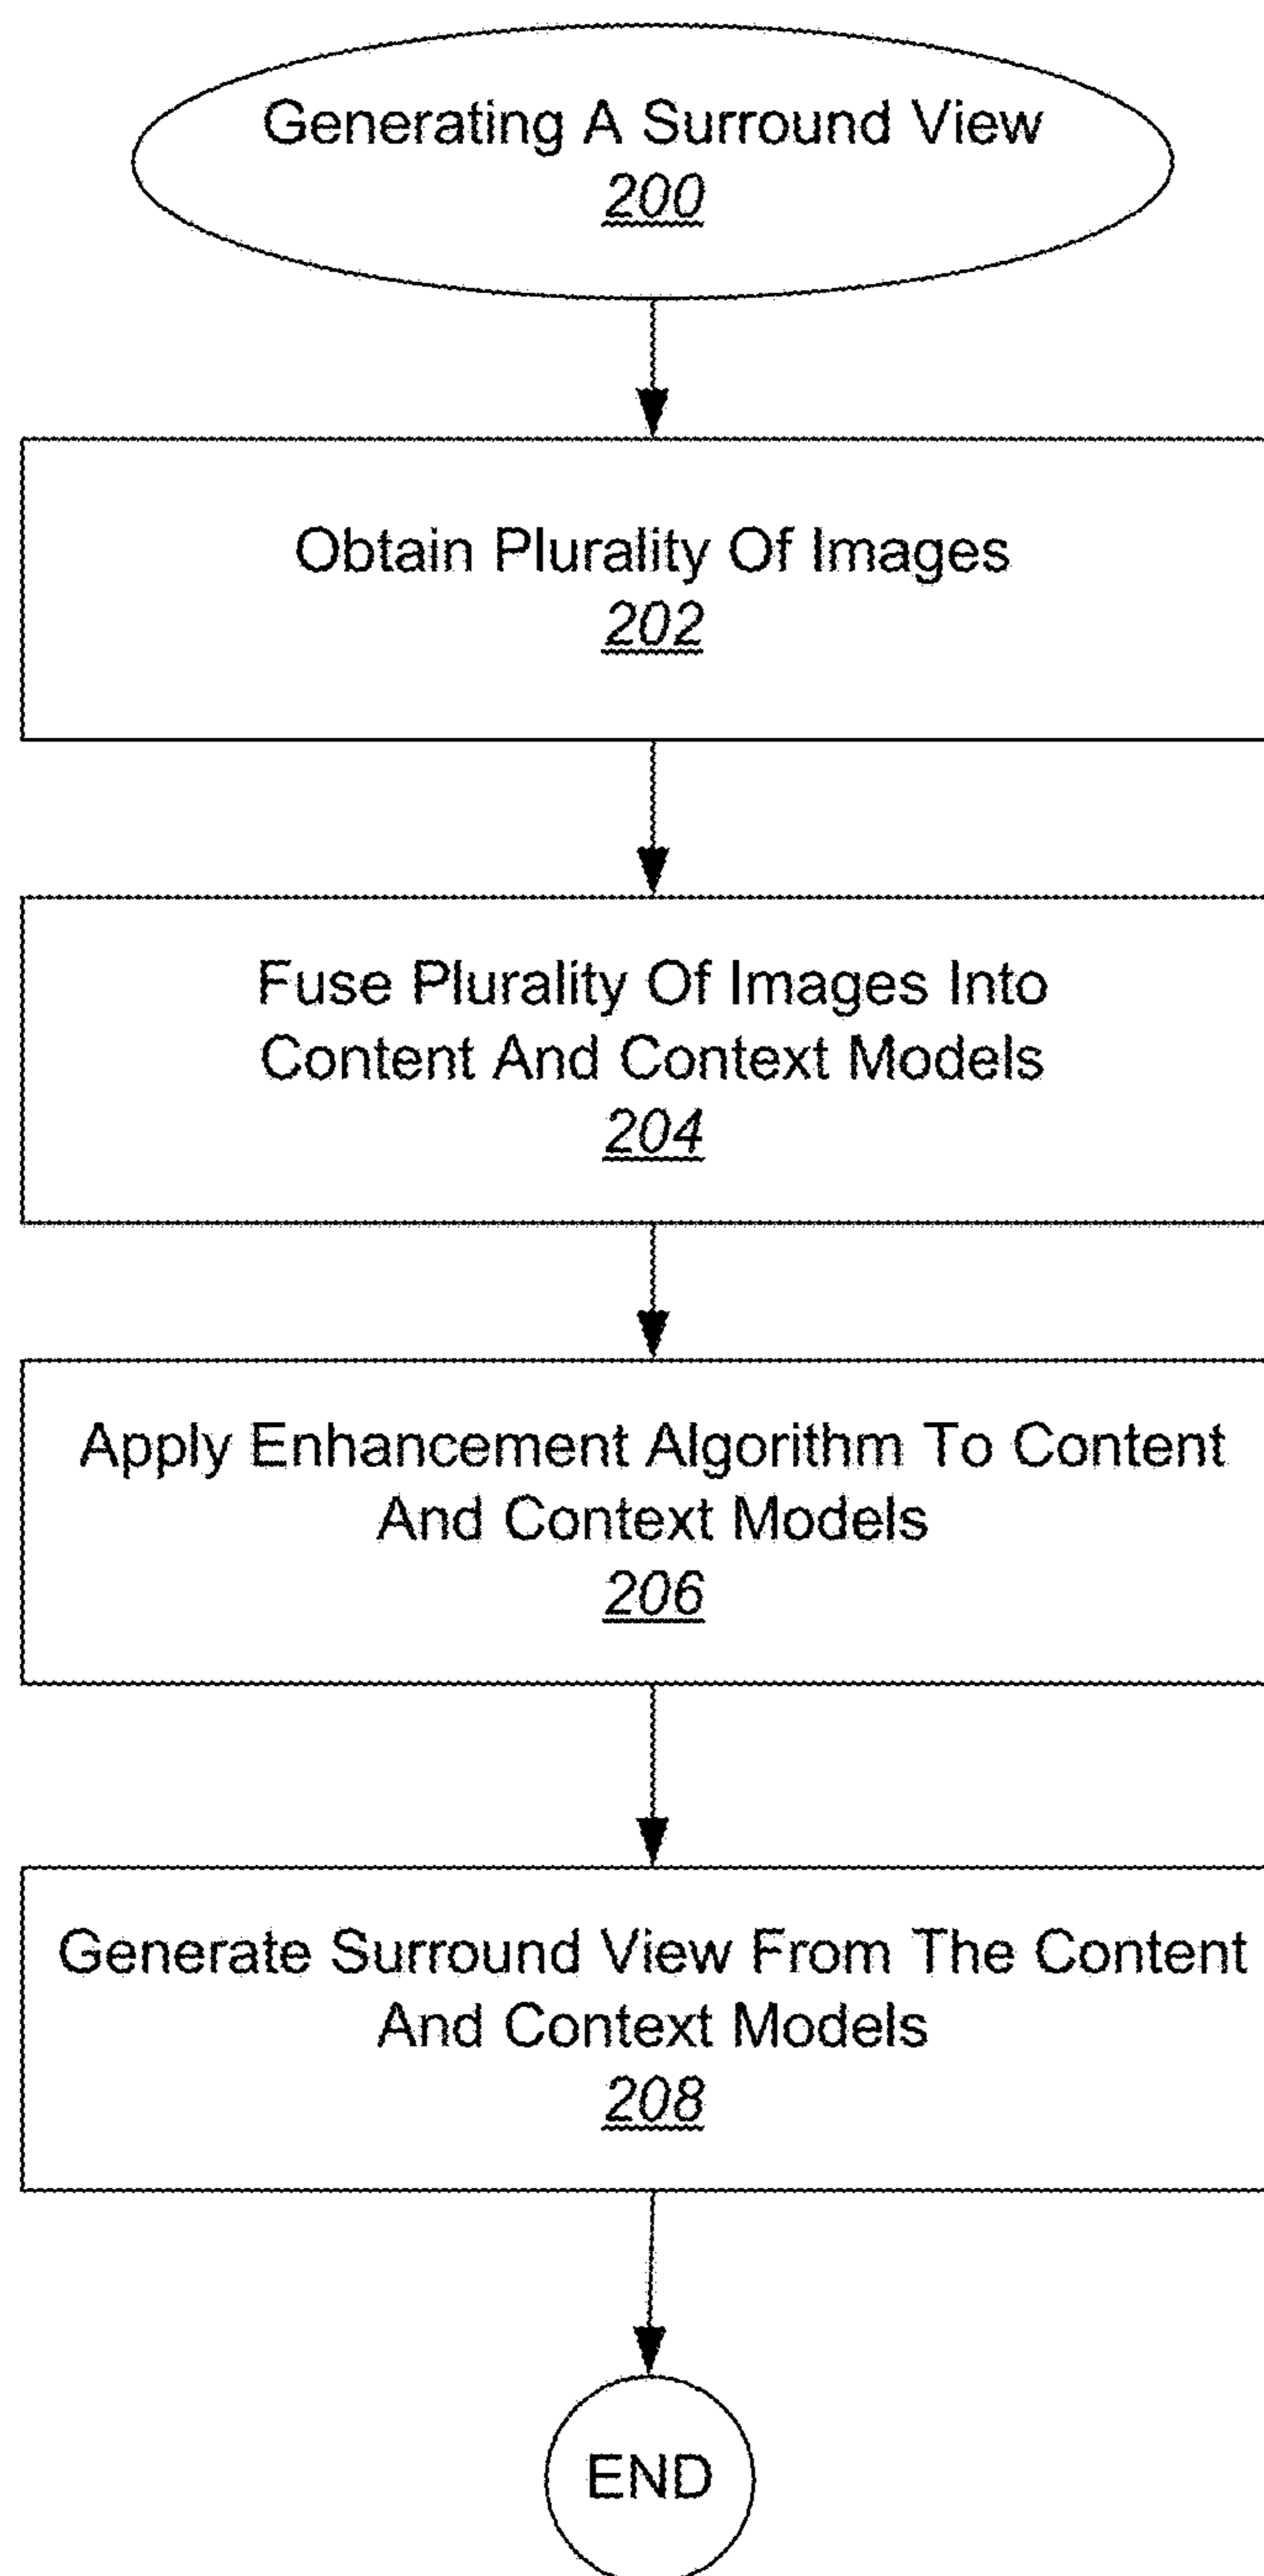 Generating A Surround View
200
Obtain Plurality Of Images
202
Fuse Plurality Of Images Into
Content And Context Models
204
Apply Enhancement Algorithm To Content
And Context Models
206
Generate Surround View From The Content
And Context Models
208
END